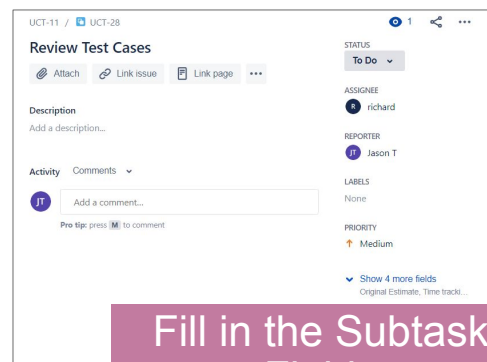 UCT-11 / UCT-28
1
Review Test Cases
Attach
Link issue
Link page
Description
Add a description...
Activity
Comments
JT
Add a comment...
Pro tip: press M to comment
STATUS
To Do
ASSIGNEE
R richard
REPORTER
JT Jason T
LABELS
None
PRIORITY
Medium
Show 4 more fields
Original Estimate, Time tracki...
Fill in the Subtask